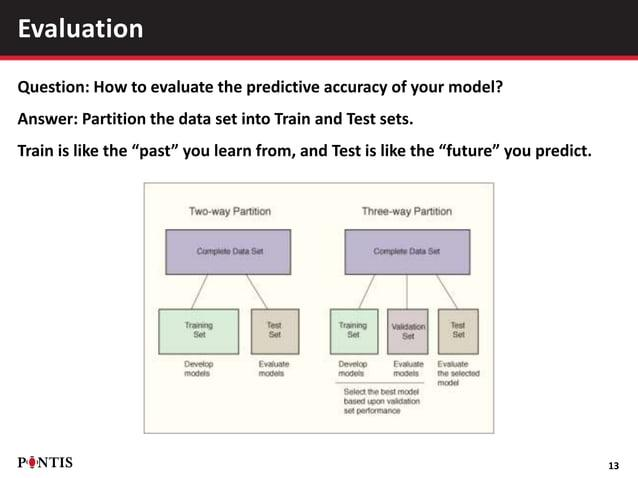 Evaluation
Question: How to evaluate the predictive accuracy of your model?
Answer: Partition the data set into Train and Test sets.
Train is like the “past” you learn from, and Test is like the “future” you predict.
Two-way Partition
Complete Data Set
Training
Set
Test
Set
Develop
models
Evaluate
models
Three-way Partition
Complete Data Set
Training
Set
Validation
Set
Test
Set
Develop
models
Evaluate
models
Evaluate
the selected
model
Select the best model
based upon validation
set performance
PONTIS
13